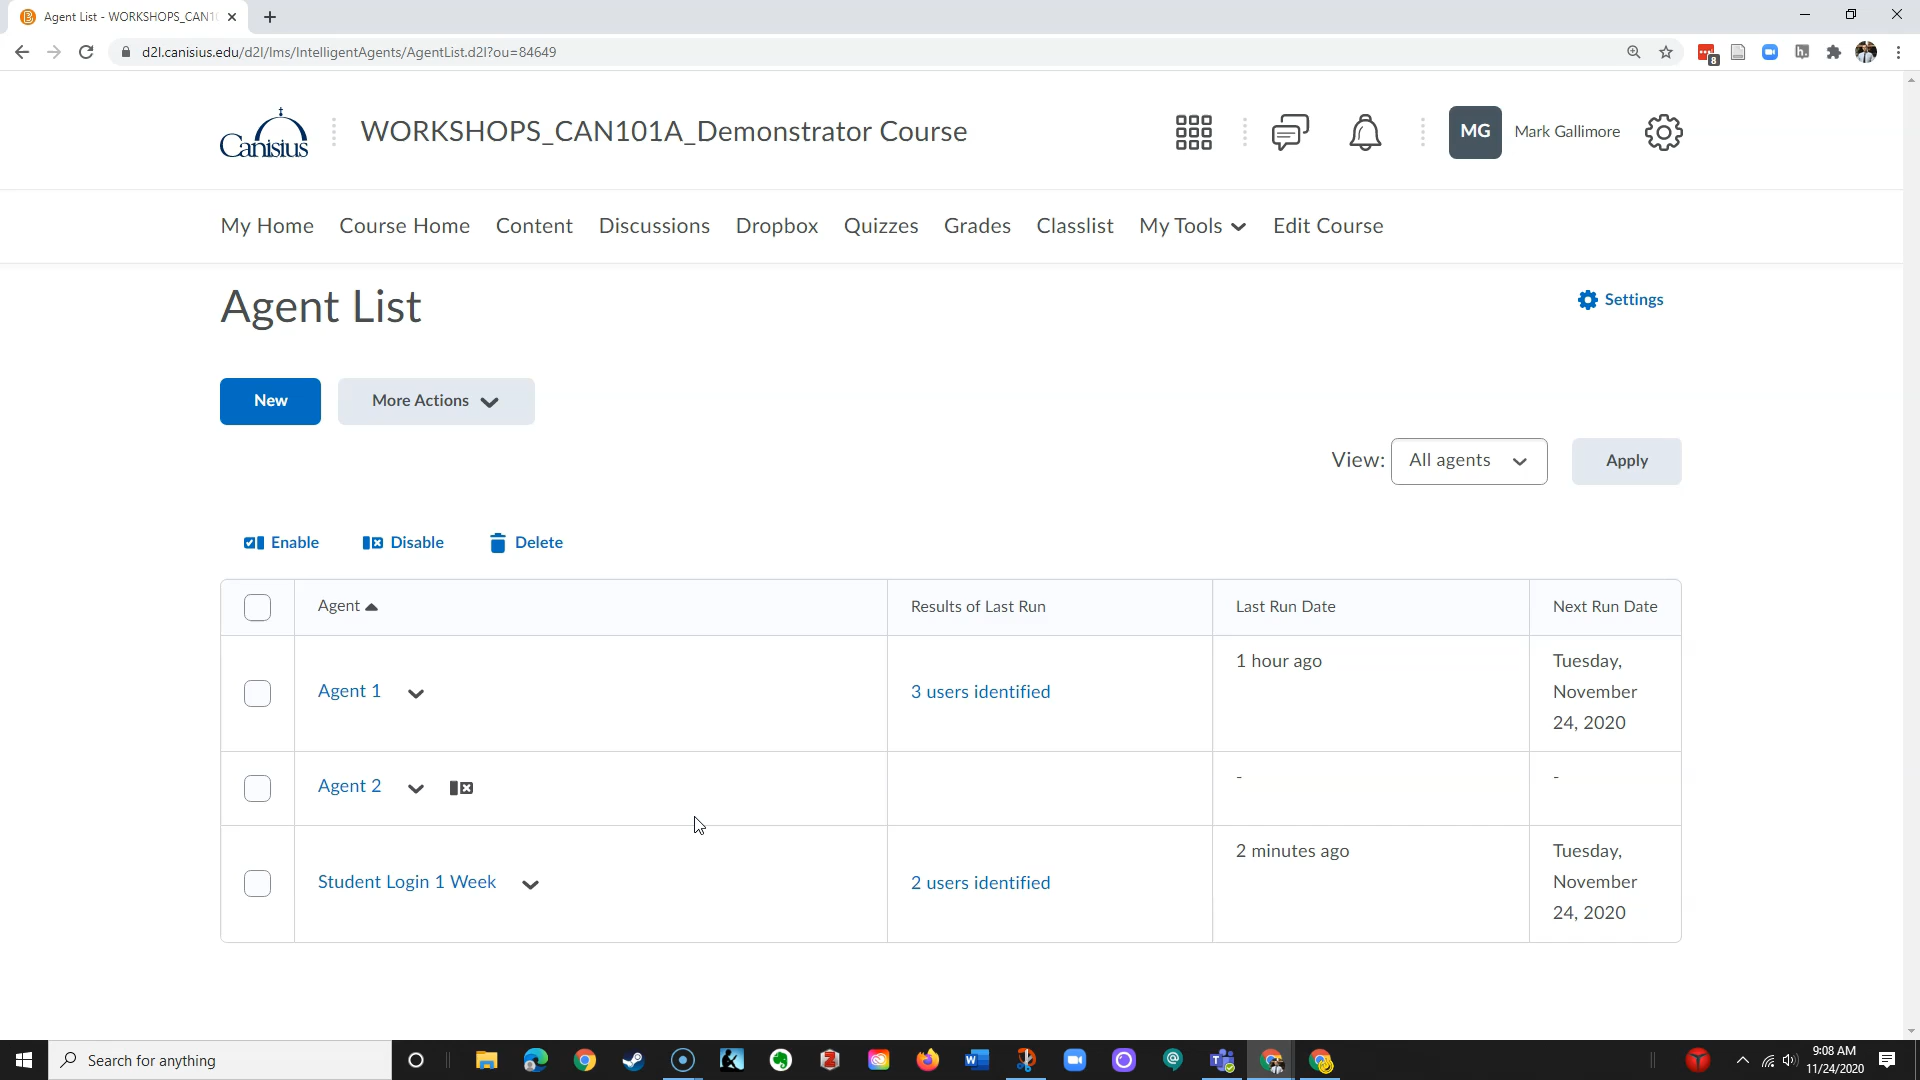 Agent List - WORKSHOPS_CAN10
d2l.canisius.edu/d2l/lms/IntelligentAgents/AgentList.d2l?ou=84649
8
Canisius
WORKSHOPS_CAN101A_Demonstrator Course
MG
Mark Gallimore
My Home
Course Home
Content
Discussions
Dropbox
Quizzes
Grades
Classlist
My Tools
Edit Course
Agent List
Settings
New
More Actions
View:
All agents
Apply
Enable
Disable
Delete
Agent
Results of Last Run
Last Run Date
Next Run Date
Agent 1
3 users identified
1 hour ago
Tuesday,
November
24, 2020
Agent 2
-
-
Student Login 1 Week
2 users identified
2 minutes ago
Tuesday,
November
24, 2020
Search for anything
9:08 AM
11/24/2020